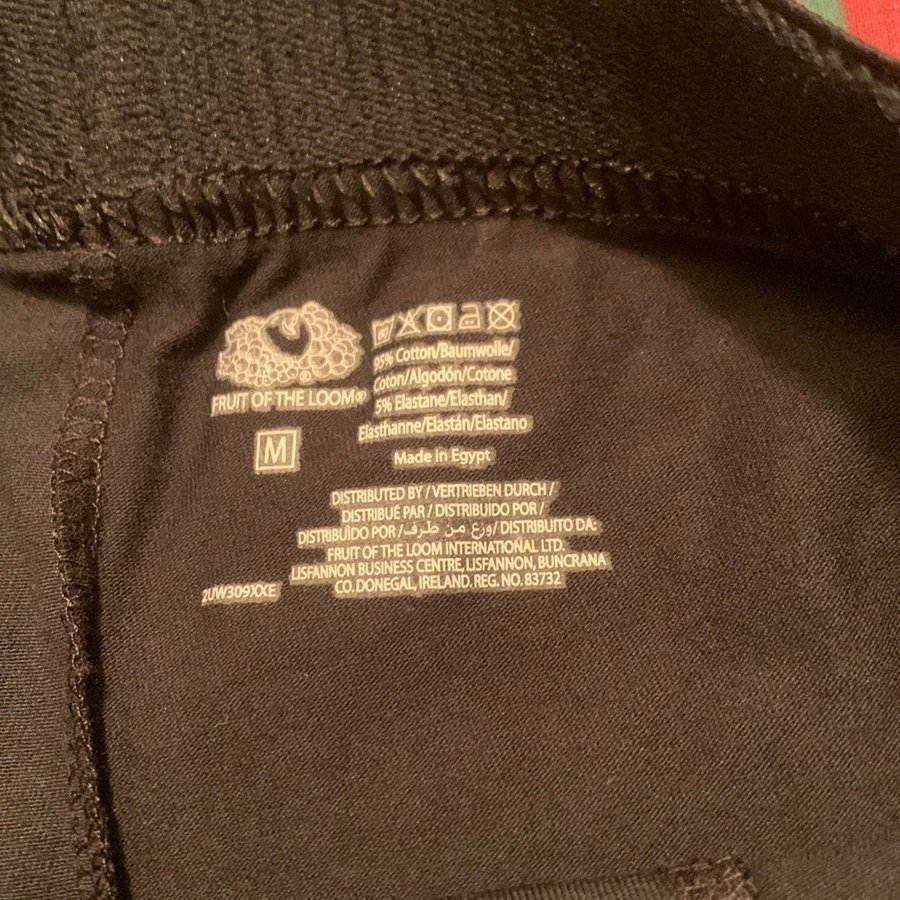 FRUIT OF THE LOOM®
M
60
95% Cotton/Baumwolle/
Coton/Algodón/Cotone
5% Elastane/Elasthan/
Elasthanne/Elastán/Elastano
Made in Egypt
DISTRIBUTED BY / VERTRIEBEN DURCH /
DISTRIBUÉ PAR / DISTRIBUIDO POR /
DISTRIBUÍDO POR /وزع من طرف/ DISTRIBUITO DA:
FRUIT OF THE LOOM INTERNATIONAL LTD.
LISFANNON BUSINESS CENTRE, LISFANNON, BUNCRANA
CO. DONEGAL, IRELAND. REG. NO. 83732
2UW309XXE